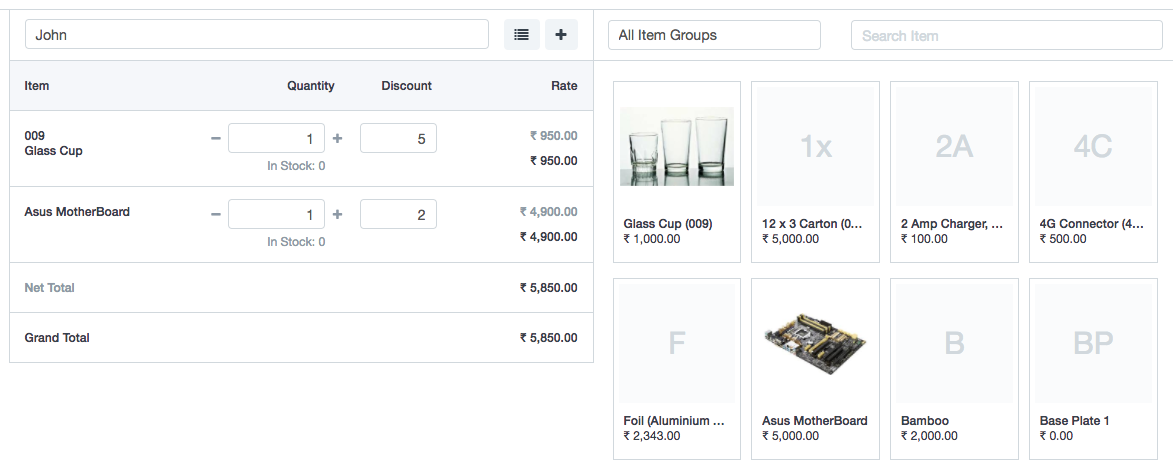 John
Item Quantity Discount Rate
009
Glass Cup
− 1 + 5 ₹ 950.00
In Stock: 0 ₹ 950.00
Asus MotherBoard − 1 + 2 ₹ 4,900.00
In Stock: 0 ₹ 4,900.00
Net Total ₹ 5,850.00
Grand Total ₹ 5,850.00
All Item Groups Search Item
Glass Cup (009)
₹ 1,000.00
1x
12 x 3 Carton (0...
₹ 5,000.00
2A
2 Amp Charger, ...
₹ 100.00
4C
4G Connector (4...
₹ 500.00
F
Foil (Aluminium ...
₹ 2,343.00
Asus MotherBoard
₹ 5,000.00
B
Bamboo
₹ 2,000.00
BP
Base Plate 1
₹ 0.00